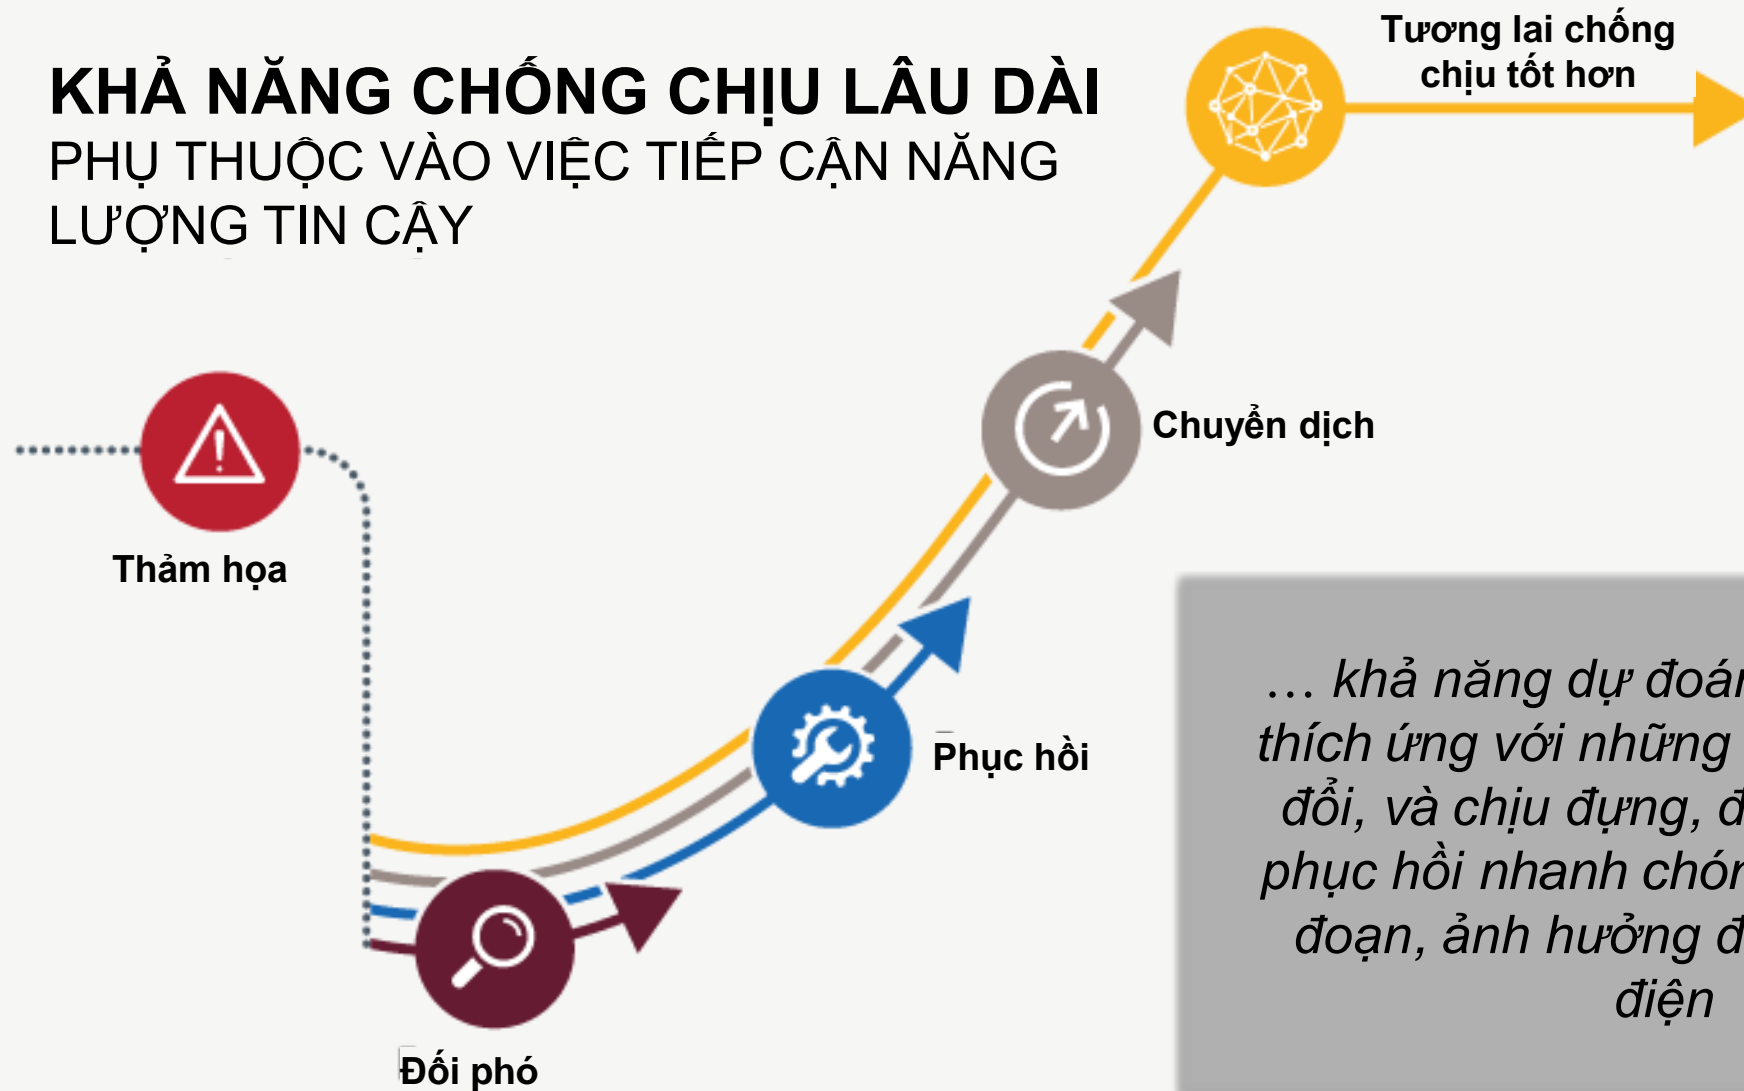 KHẢ NĂNG CHỐNG CHỊU LÂU DÀI
PHỤ THUỘC VÀO VIỆC TIẾP CẬN NĂNG
LƯỢNG TIN CẬY
Tương lai chống
chịu tốt hơn
Chuyển dịch
Thảm họa
Phục hồi
Đối phó
… khả năng dự đoán
thích ứng với những
đổi, và chịu đựng,
phục hồi nhanh
đoạn, ảnh hưởng
điện